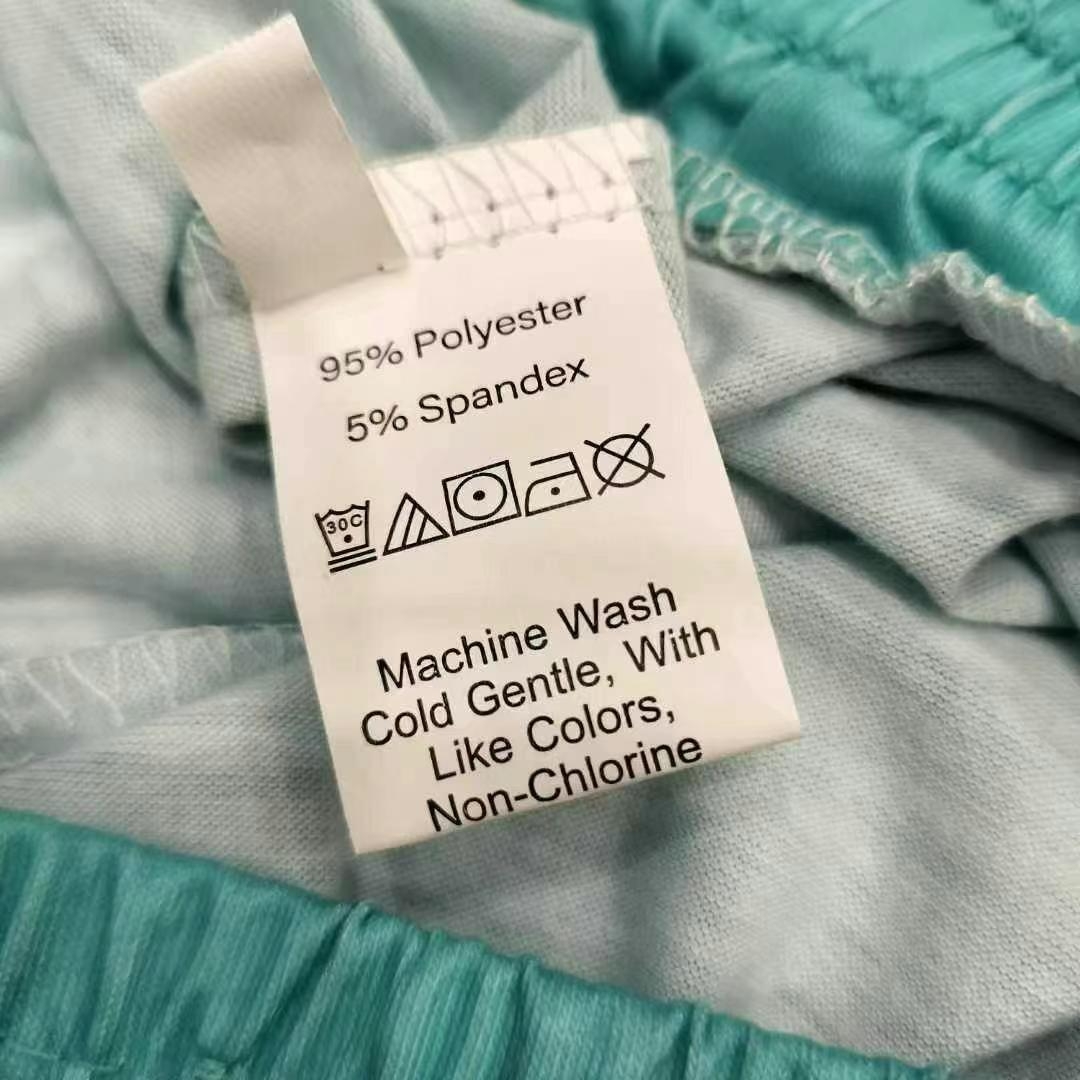 95% Polyester
5% Spandex
30C
Machine Wash
Cold Gentle, With
Like Colors,
Non-Chlorine